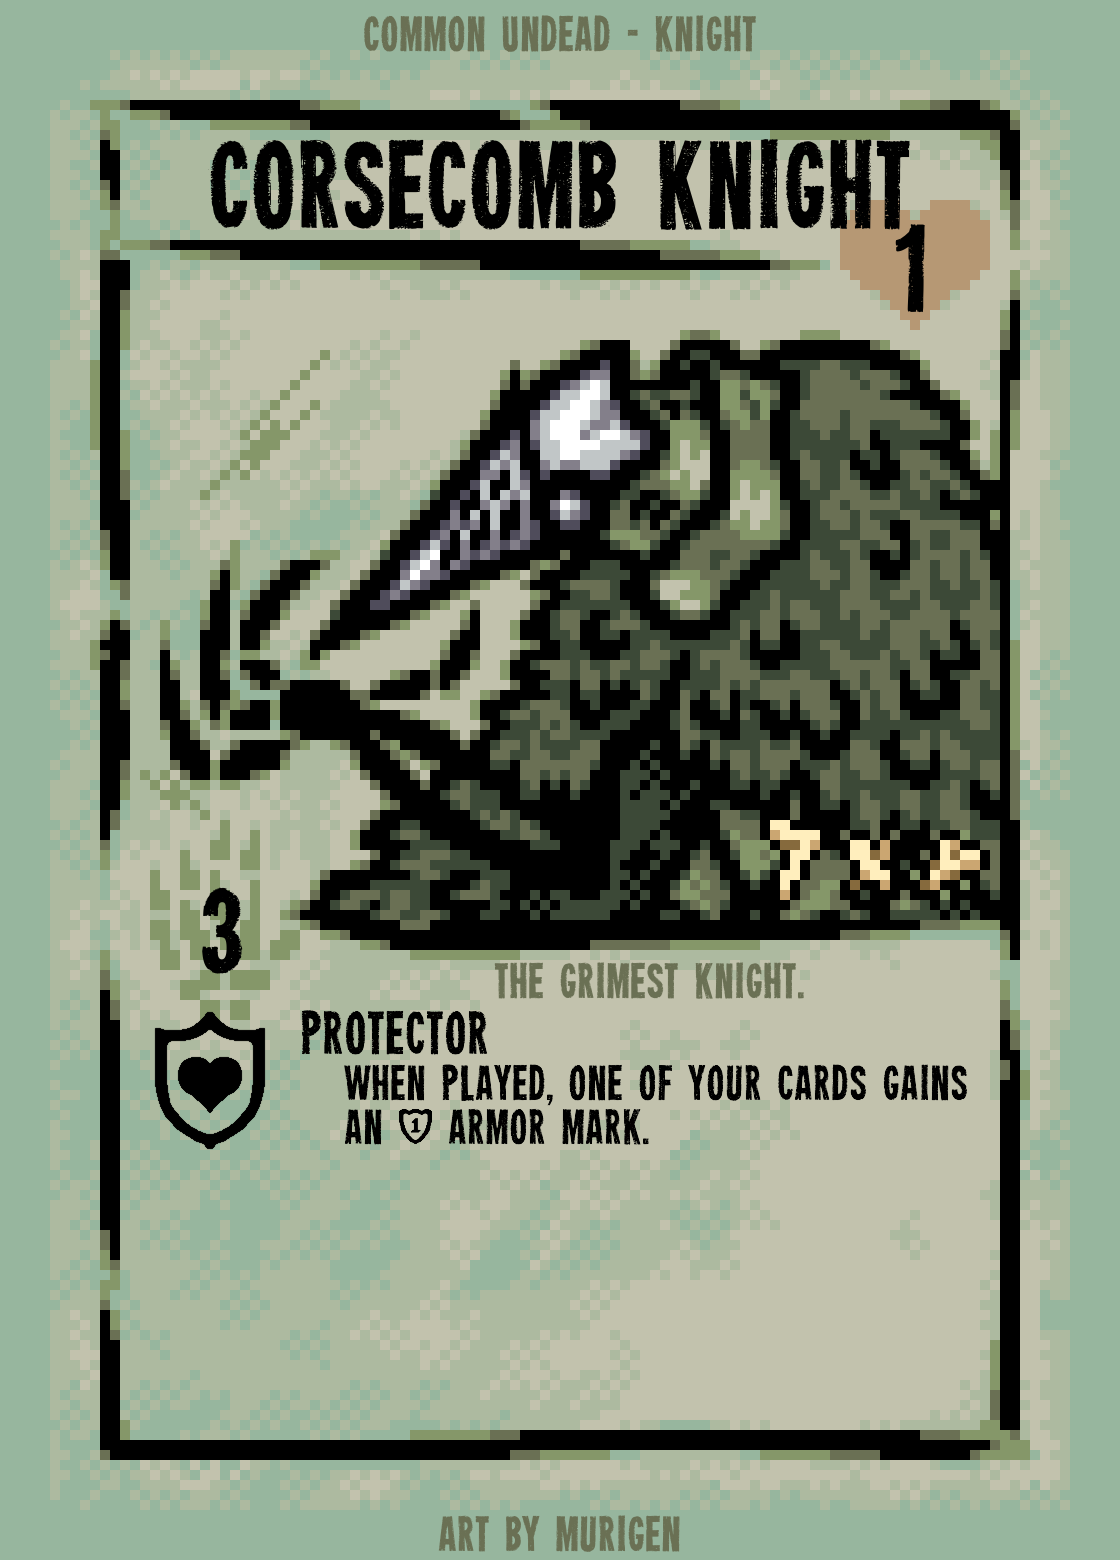 COMMON UNDEAD - KNIGHT
CORSECOMB KNIGHT
1
3
THE GRIMEST KNIGHT.
PROTECTOR
WHEN PLAYED, ONE OF YOUR CARDS GAINS
AN 1 ARMOR MARK.
ART BY MURIGEN